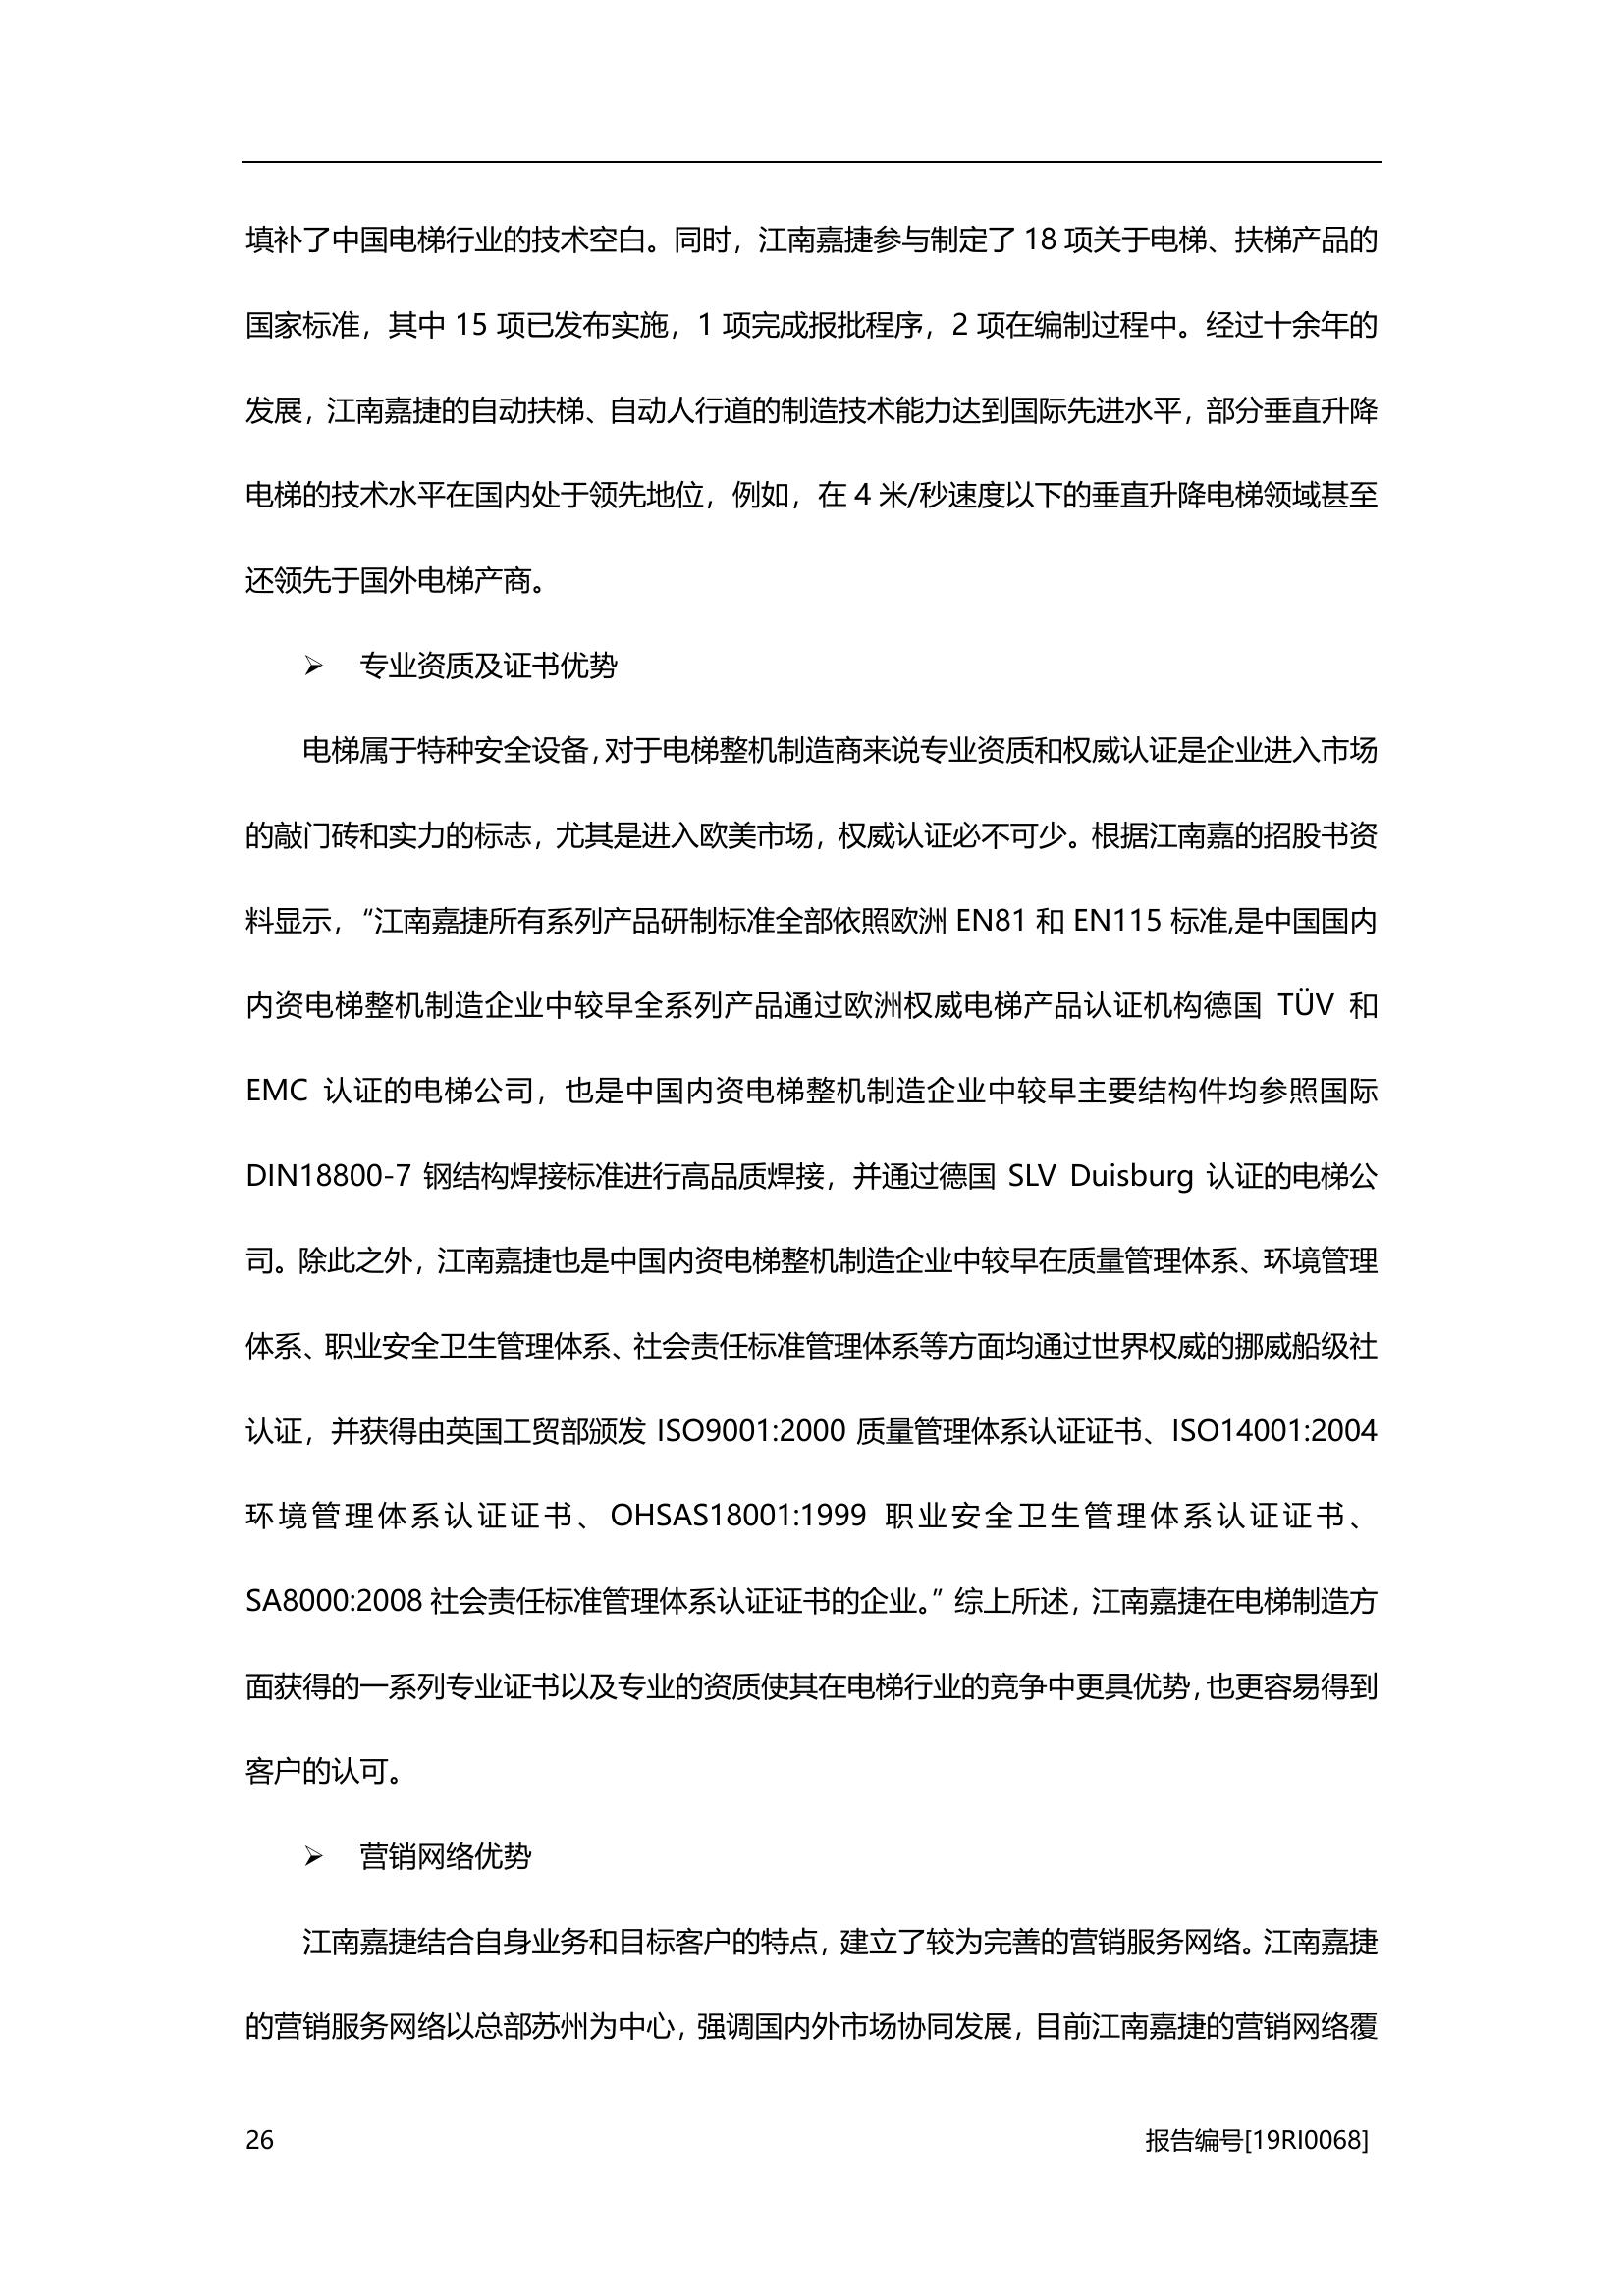 填补了中国电梯行业的技术空白。同时，江南嘉捷参与制定了 18 项关于电梯、扶梯产品的
国家标准，其中 15 项已发布实施，1 项完成报批程序，2 项在编制过程中。经过十余年的
发展，江南嘉捷的自动扶梯、自动人行道的制造技术能力达到国际先进水平，部分垂直升降
电梯的技术水平在国内处于领先地位，例如，在 4 米/秒速度以下的垂直升降电梯领域甚至
还领先于国外电梯产商。
➢ 专业资质及证书优势
电梯属于特种安全设备，对于电梯整机制造商来说专业资质和权威认证是企业进入市场
的敲门砖和实力的标志，尤其是进入欧美市场，权威认证必不可少。根据江南嘉的招股书资
料显示，“江南嘉捷所有系列产品研制标准全部依照欧洲 EN81 和 EN115 标准,是中国国内
内资电梯整机制造企业中较早全系列产品通过欧洲权威电梯产品认证机构德国 TÜV 和
EMC 认证的电梯公司，也是中国内资电梯整机制造企业中较早主要结构件均参照国际
DIN18800-7 钢结构焊接标准进行高品质焊接，并通过德国 SLV Duisburg 认证的电梯公
司。除此之外，江南嘉捷也是中国内资电梯整机制造企业中较早在质量管理体系、环境管理
体系、职业安全卫生管理体系、社会责任标准管理体系等方面均通过世界权威的挪威船级社
认证，并获得由英国工贸部颁发 ISO9001:2000 质量管理体系认证证书、ISO14001:2004
环境管理体系认证证书、OHSAS18001:1999 职业安全卫生管理体系认证证书、
SA8000:2008 社会责任标准管理体系认证证书的企业。”综上所述，江南嘉捷在电梯制造方
面获得的一系列专业证书以及专业的资质使其在电梯行业的竞争中更具优势，也更容易得到
客户的认可。
➢ 营销网络优势
江南嘉捷结合自身业务和目标客户的特点，建立了较为完善的营销服务网络。江南嘉捷
的营销服务网络以总部苏州为中心，强调国内外市场协同发展，目前江南嘉捷的营销网络覆
26 报告编号[19RI0068]